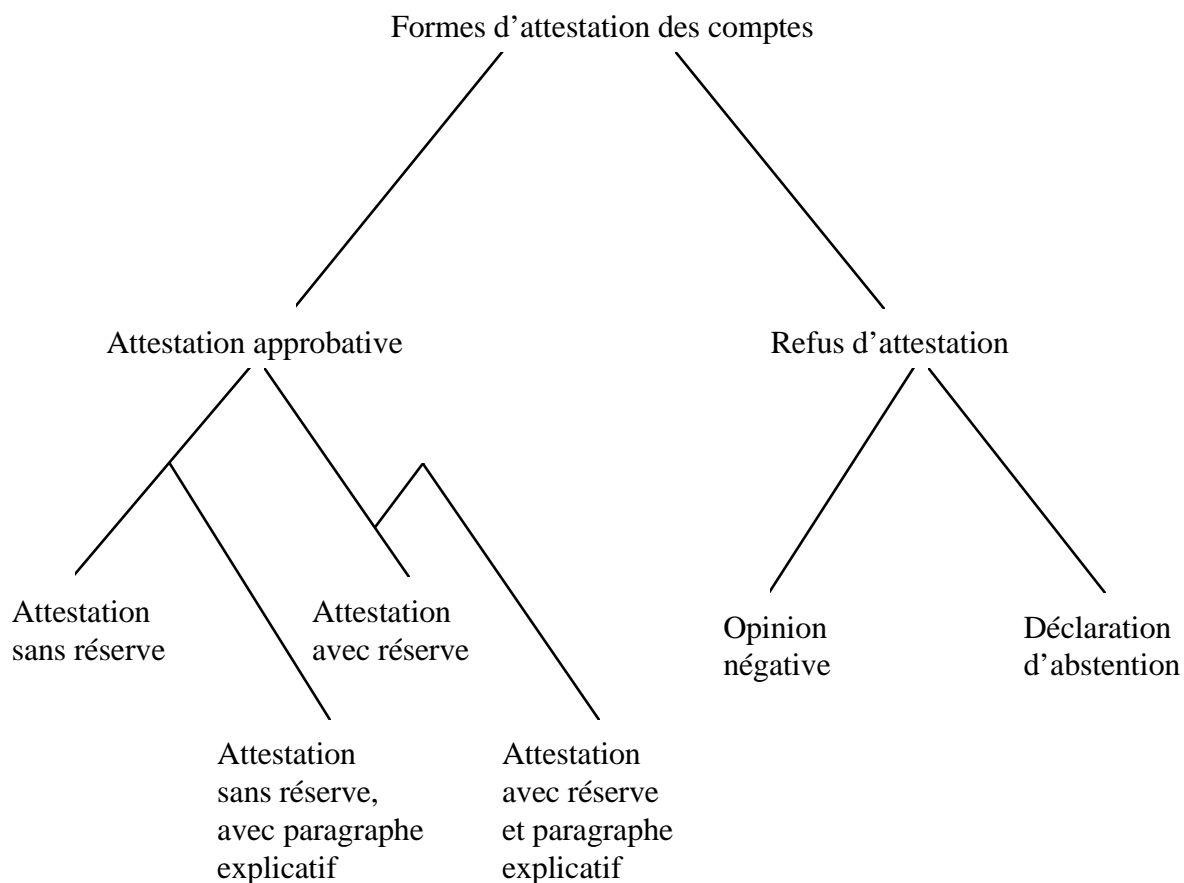 Formes d’attestation des comptes
Attestation approbative
Refus d’attestation
Attestation
sans réserve
Attestation
avec réserve
Opinion
négative
Déclaration
d’abstention
Attestation
sans réserve,
avec paragraphe
explicatif
Attestation
avec réserve
et paragraphe
explicatif